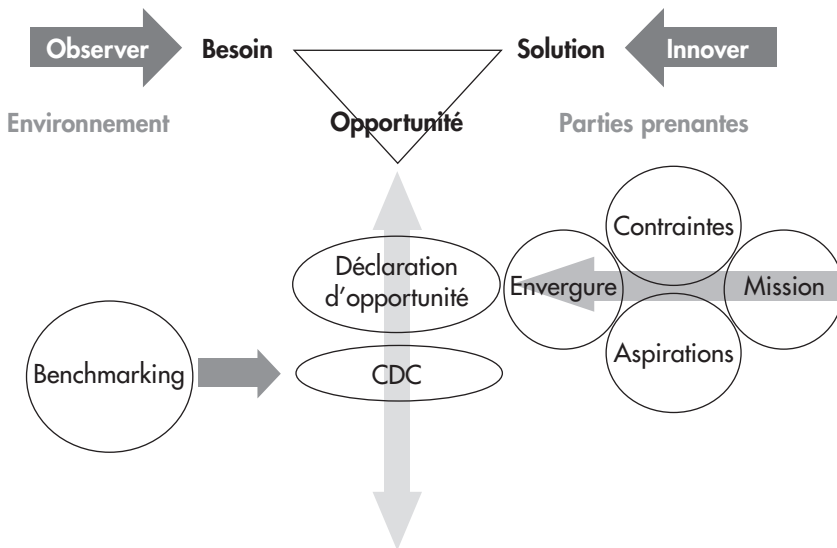 Observer
Besoin
Solution
Innover
Environnement
Opportunité
Parties prenantes
Contraintes
Déclaration
d'opportunité
Envergure
Mission
Benchmarking
CDC
Aspirations